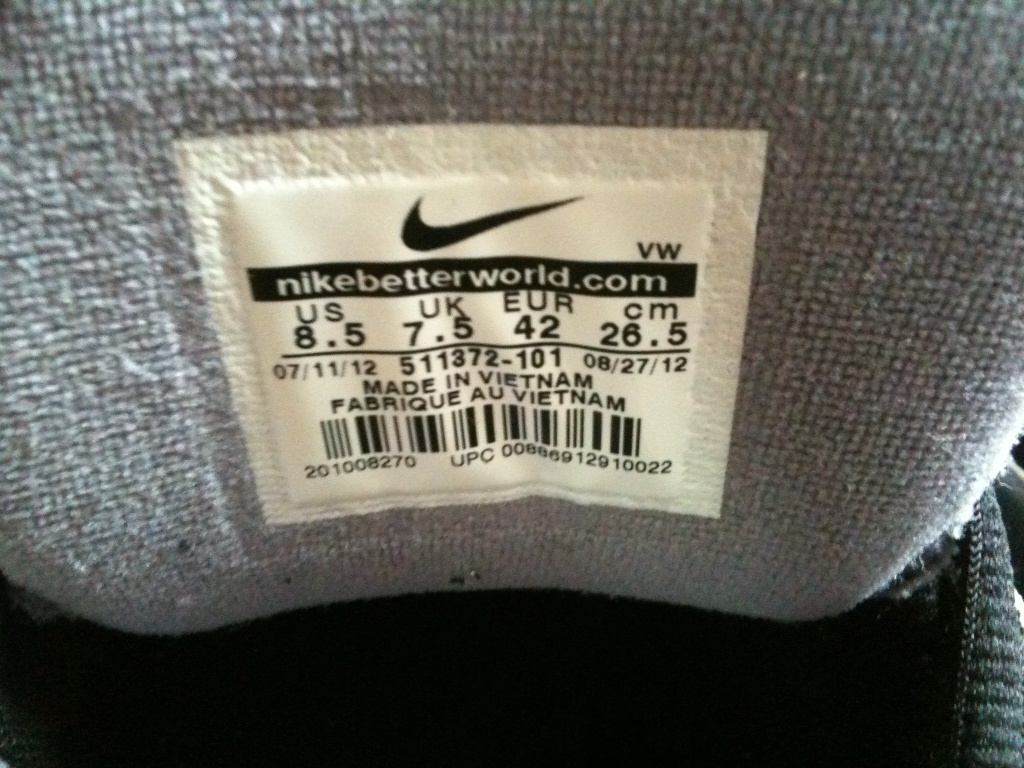 VW
nikebetterworld.com
US UK EUR cm
8.5 7.5 42 26.5
07/11/12 511372-101 08/27/12
MADE IN VIETNAM
FABRIQUE AU VIETNAM
201008270 UPC 00886912910022